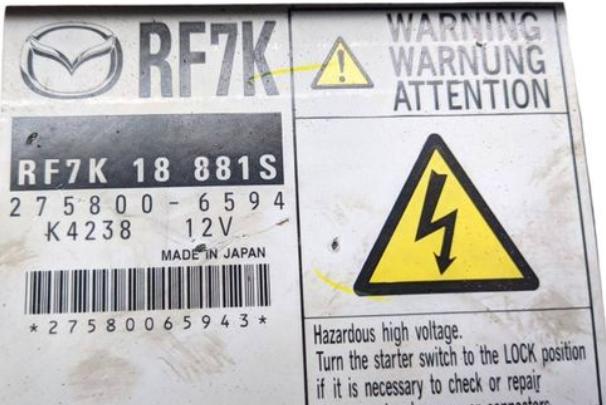 RF7K
RF7K 18 881S
275800-6594
K4238 12V
MADE IN JAPAN
*27580065943*
WARNING
WARNUNG
ATTENTION
Hazardous high voltage.
Turn the starter switch to the LOCK position
if it is necessary to check or repair